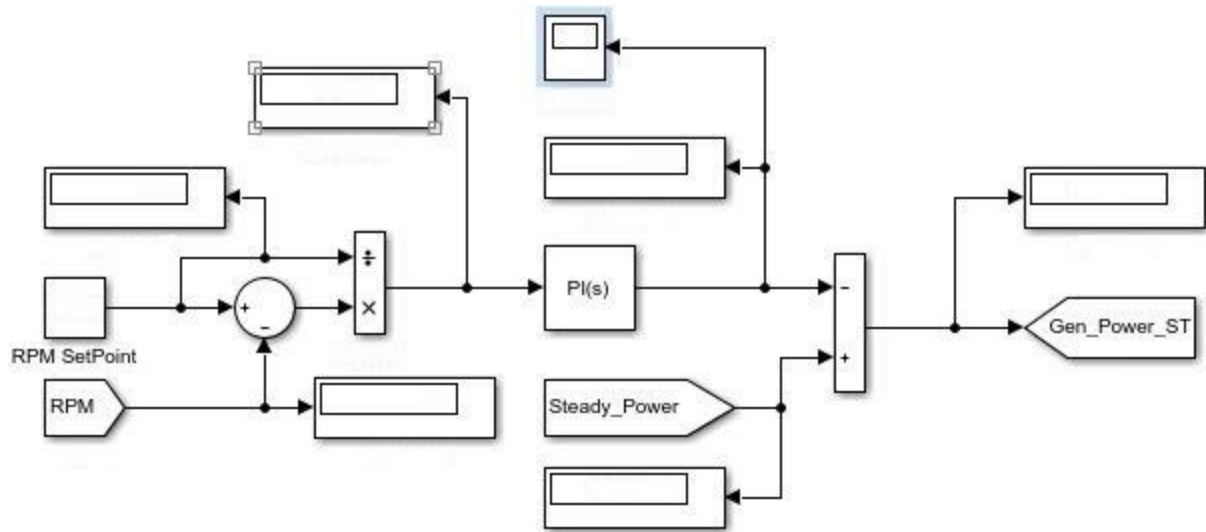 ÷
PI(s)
−
+
−
×
Gen_Power_ST
+
RPM SetPoint
RPM
Steady_Power
+